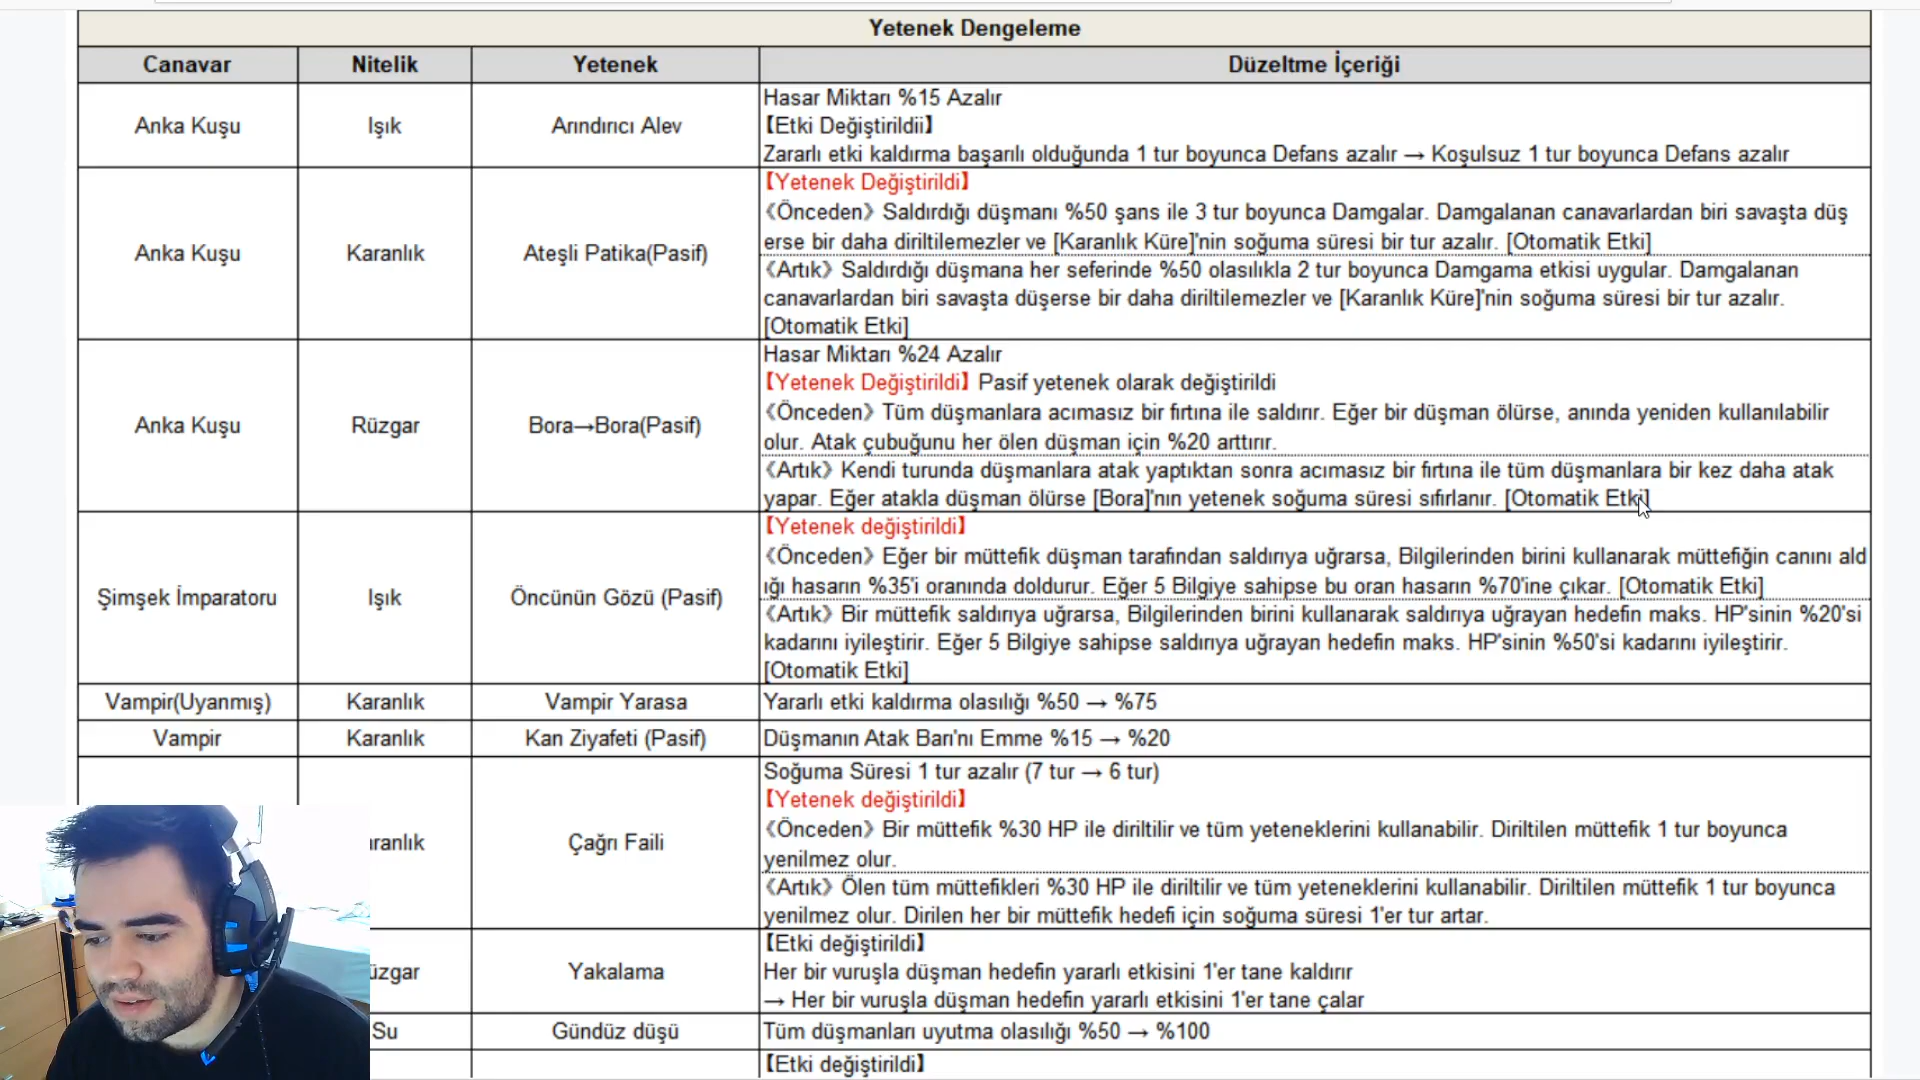 Yetenek Dengeleme
Canavar Nitelik Yetenek Düzeltme İçeriği
Anka Kuşu Işık Arındırıcı Alev
Hasar Miktarı %15 Azalır
【Etki Değiştirildii】
Zararlı etki kaldırma başarılı olduğunda 1 tur boyunca Defans azalır → Koşulsuz 1 tur boyunca Defans azalır
Anka Kuşu Karanlık Ateşli Patika(Pasif)
【Yetenek Değiştirildi】
《Önceden》 Saldırdığı düşmanı %50 şans ile 3 tur boyunca Damgalar. Damgalanan canavarlardan biri savaşta düş
erse bir daha diriltilemezler ve [Karanlık Küre]'nin soğuma süresi bir tur azalır. [Otomatik Etki]
《Artık》 Saldırdığı düşmana her seferinde %50 olasılıkla 2 tur boyunca Damgama etkisi uygular. Damgalanan
canavarlardan biri savaşta düşerse bir daha diriltilemezler ve [Karanlık Küre]'nin soğuma süresi bir tur azalır.
[Otomatik Etki]
Anka Kuşu Rüzgar Bora→Bora(Pasif)
Hasar Miktarı %24 Azalır
【Yetenek Değiştirildi】 Pasif yetenek olarak değiştirildi
《Önceden》 Tüm düşmanlara acımasız bir fırtına ile saldırır. Eğer bir düşman ölürse, anında yeniden kullanılabilir
olur. Atak çubuğunu her ölen düşman için %20 arttırır.
《Artık》 Kendi turunda düşmanlara atak yaptıktan sonra acımasız bir fırtına ile tüm düşmanlara bir kez daha atak
yapar. Eğer atakla düşman ölürse [Bora]'nın yetenek soğuma süresi sıfırlanır. [Otomatik Etki]
Şimşek İmparatoru Işık Öncünün Gözü (Pasif)
【Yetenek değiştirildi】
《Önceden》 Eğer bir müttefik düşman tarafından saldırıya uğrarsa, Bilgilerinden birini kullanarak müttefiğin canını ald
ığı hasarın %35'i oranında doldurur. Eğer 5 Bilgiye sahipse bu oran hasarın %70'ine çıkar. [Otomatik Etki]
《Artık》 Bir müttefik saldırıya uğrarsa, Bilgilerinden birini kullanarak saldırıya uğrayan hedefin maks. HP'sinin %20'si
kadarını iyileştirir. Eğer 5 Bilgiye sahipse saldırıya uğrayan hedefin maks. HP'sinin %50'si kadarını iyileştirir.
[Otomatik Etki]
Vampir(Uyanmış) Karanlık Vampir Yarasa Yararlı etki kaldırma olasılığı %50 → %75
Vampir Karanlık Kan Ziyafeti (Pasif) Düşmanın Atak Barı'nı Emme %15 → %20
ranlık Çağrı Faili
Soğuma Süresi 1 tur azalır (7 tur → 6 tur)
【Yetenek değiştirildi】
《Önceden》 Bir müttefik %30 HP ile diriltilir ve tüm yeteneklerini kullanabilir. Diriltilen müttefik 1 tur boyunca
yenilmez olur.
《Artık》 Ölen tüm müttefikleri %30 HP ile diriltilir ve tüm yeteneklerini kullanabilir. Diriltilen müttefik 1 tur boyunca
yenilmez olur. Dirilen her bir müttefik hedefi için soğuma süresi 1'er tur artar.
üzgar Yakalama
【Etki değiştirildi】
Her bir vuruşla düşman hedefin yararlı etkisini 1'er tane kaldırır
→ Her bir vuruşla düşman hedefin yararlı etkisini 1'er tane çalar
Su Gündüz düşü Tüm düşmanları uyutma olasılığı %50 → %100
【Etki değiştirildi】